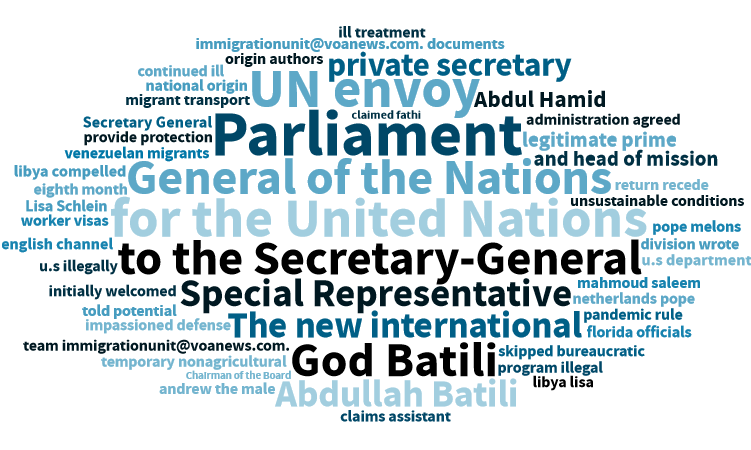 ill treatment
immigrationunit@voanews.com. documents
origin authors
private secretary
continued ill
national origin
UN envoy
migrant transport
Abdul Hamid
claimed fathi
Secretary General
Parliament
administration agreed
provide protection
legitimate prime
venezuelan migrants
and head of mission
libya compelled
General of the Nations
eighth month
return recede
Lisa Schlein
unsustainable conditions
worker visas
for the United Nations
pope melons
english channel
to the Secretary-General
division wrote
u.s illegally
u.s department
initially welcomed
Special Representative
mahmoud saleem
netherlands pope
told potential
The new international
pandemic rule
impassioned defense
florida officials
team immigrationunit@voanews.com.
God Batili
skipped bureaucratic
temporary nonagricultural
program illegal
Chairman of the Board
libya lisa
andrew the male
Abdullah Batili
claims assistant